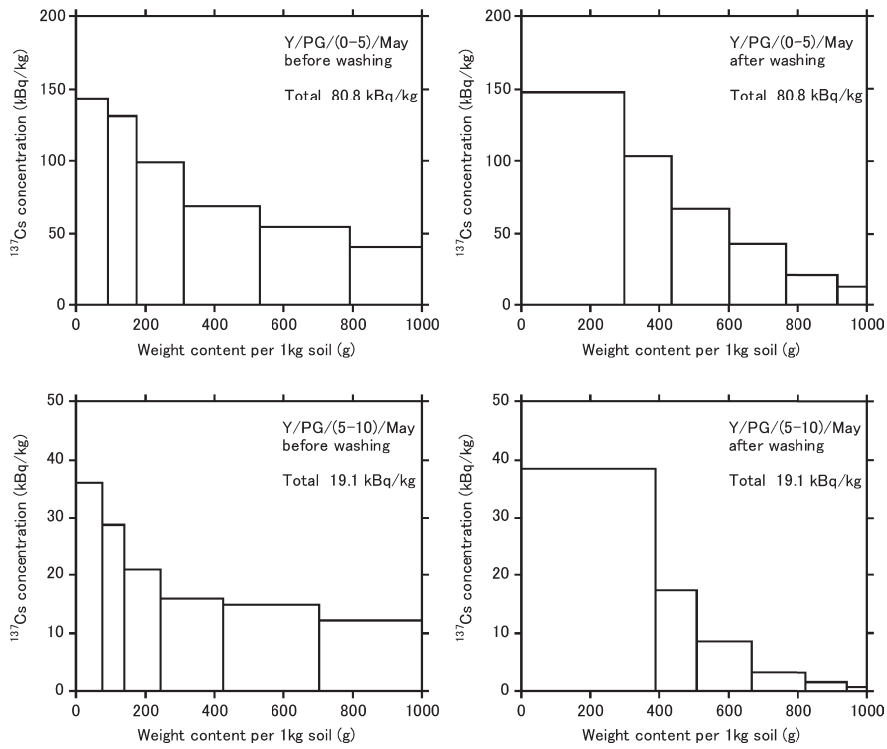 200
150
100
50
0
¹³⁷Cs concentration (kBq/kg)
Y/PG/(0-5)/May
before washing
Total 80.8 kBq/kg
0 200 400 600 800 1000
Weight content per 1kg soil (g)
200
150
100
50
0
¹³⁷Cs concentration (kBq/kg)
Y/PG/(0-5)/May
after washing
Total 80.8 kBq/kg
0 200 400 600 800 1000
Weight content per 1kg soil (g)
50
40
30
20
10
0
¹³⁷Cs concentration (kBq/kg)
Y/PG/(5-10)/May
before washing
Total 19.1 kBq/kg
0 200 400 600 800 1000
Weight content per 1kg soil (g)
50
40
30
20
10
0
¹³⁷Cs concentration (kBq/kg)
Y/PG/(5-10)/May
after washing
Total 19.1 kBq/kg
0 200 400 600 800 1000
Weight content per 1kg soil (g)